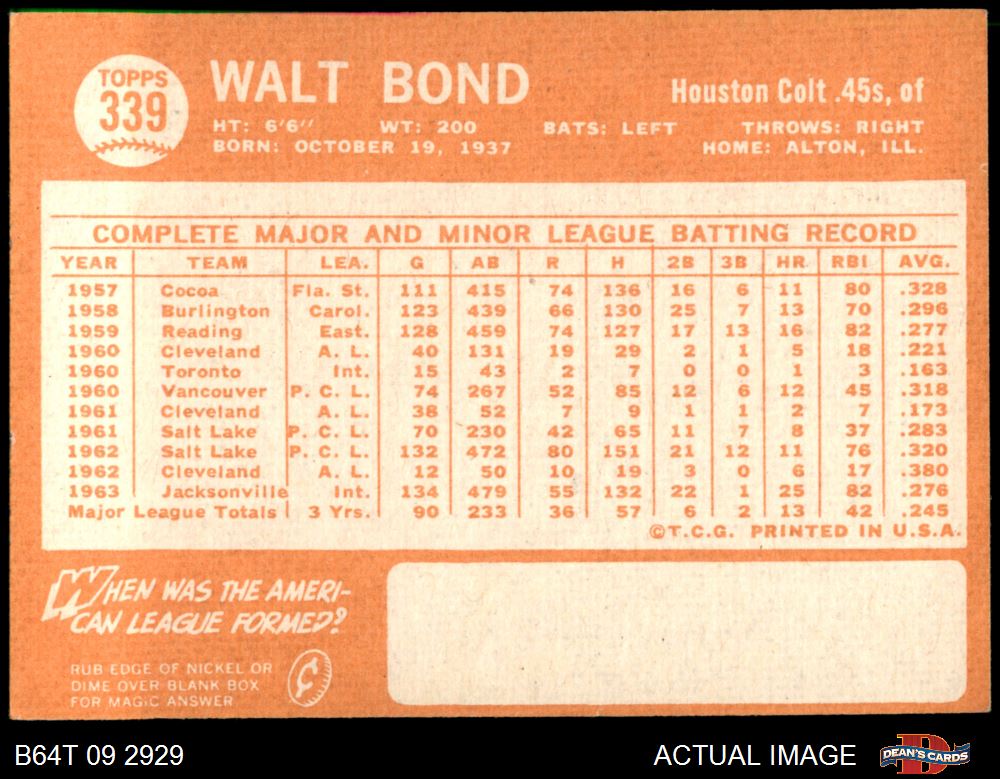 TOPPS
339
WALT BOND
Houston Colt .45s, of
HT: 6'6" WT: 200 BATS: LEFT THROWS: RIGHT
BORN: OCTOBER 19, 1937 HOME: ALTON, ILL.
COMPLETE MAJOR AND MINOR LEAGUE BATTING RECORD
YEAR TEAM LEA. G AB R H 2B 3B HR RBI AVG.
1957 Cocoa Fla. St. 111 415 74 136 16 6 11 80 .328
1958 Burlington Carol. 123 439 66 130 25 7 13 70 .296
1959 Reading East. 128 459 74 127 17 13 16 82 .277
1960 Cleveland A. L. 40 131 19 29 2 1 5 18 .221
1960 Toronto Int. 15 43 2 7 0 0 1 3 .163
1960 Vancouver P. C. L. 74 267 52 85 12 6 12 45 .318
1961 Cleveland A. L. 38 52 7 9 1 1 2 7 .173
1961 Salt Lake P. C. L. 70 230 42 65 11 7 8 37 .283
1962 Salt Lake P. C. L. 132 472 80 151 21 12 11 76 .320
1962 Cleveland A. L. 12 50 10 19 3 0 6 17 .380
1963 Jacksonville Int. 134 479 55 132 22 1 25 82 .276
Major League Totals 3 Yrs. 90 233 36 57 6 2 13 42 .245
©T.C.G. PRINTED IN U.S.A.
WHEN WAS THE AMERI-
CAN LEAGUE FORMED?
RUB EDGE OF NICKEL OR
DIME OVER BLANK BOX
FOR MAGIC ANSWER
B64T 09 2929 ACTUAL IMAGE DEAN'S CARDS